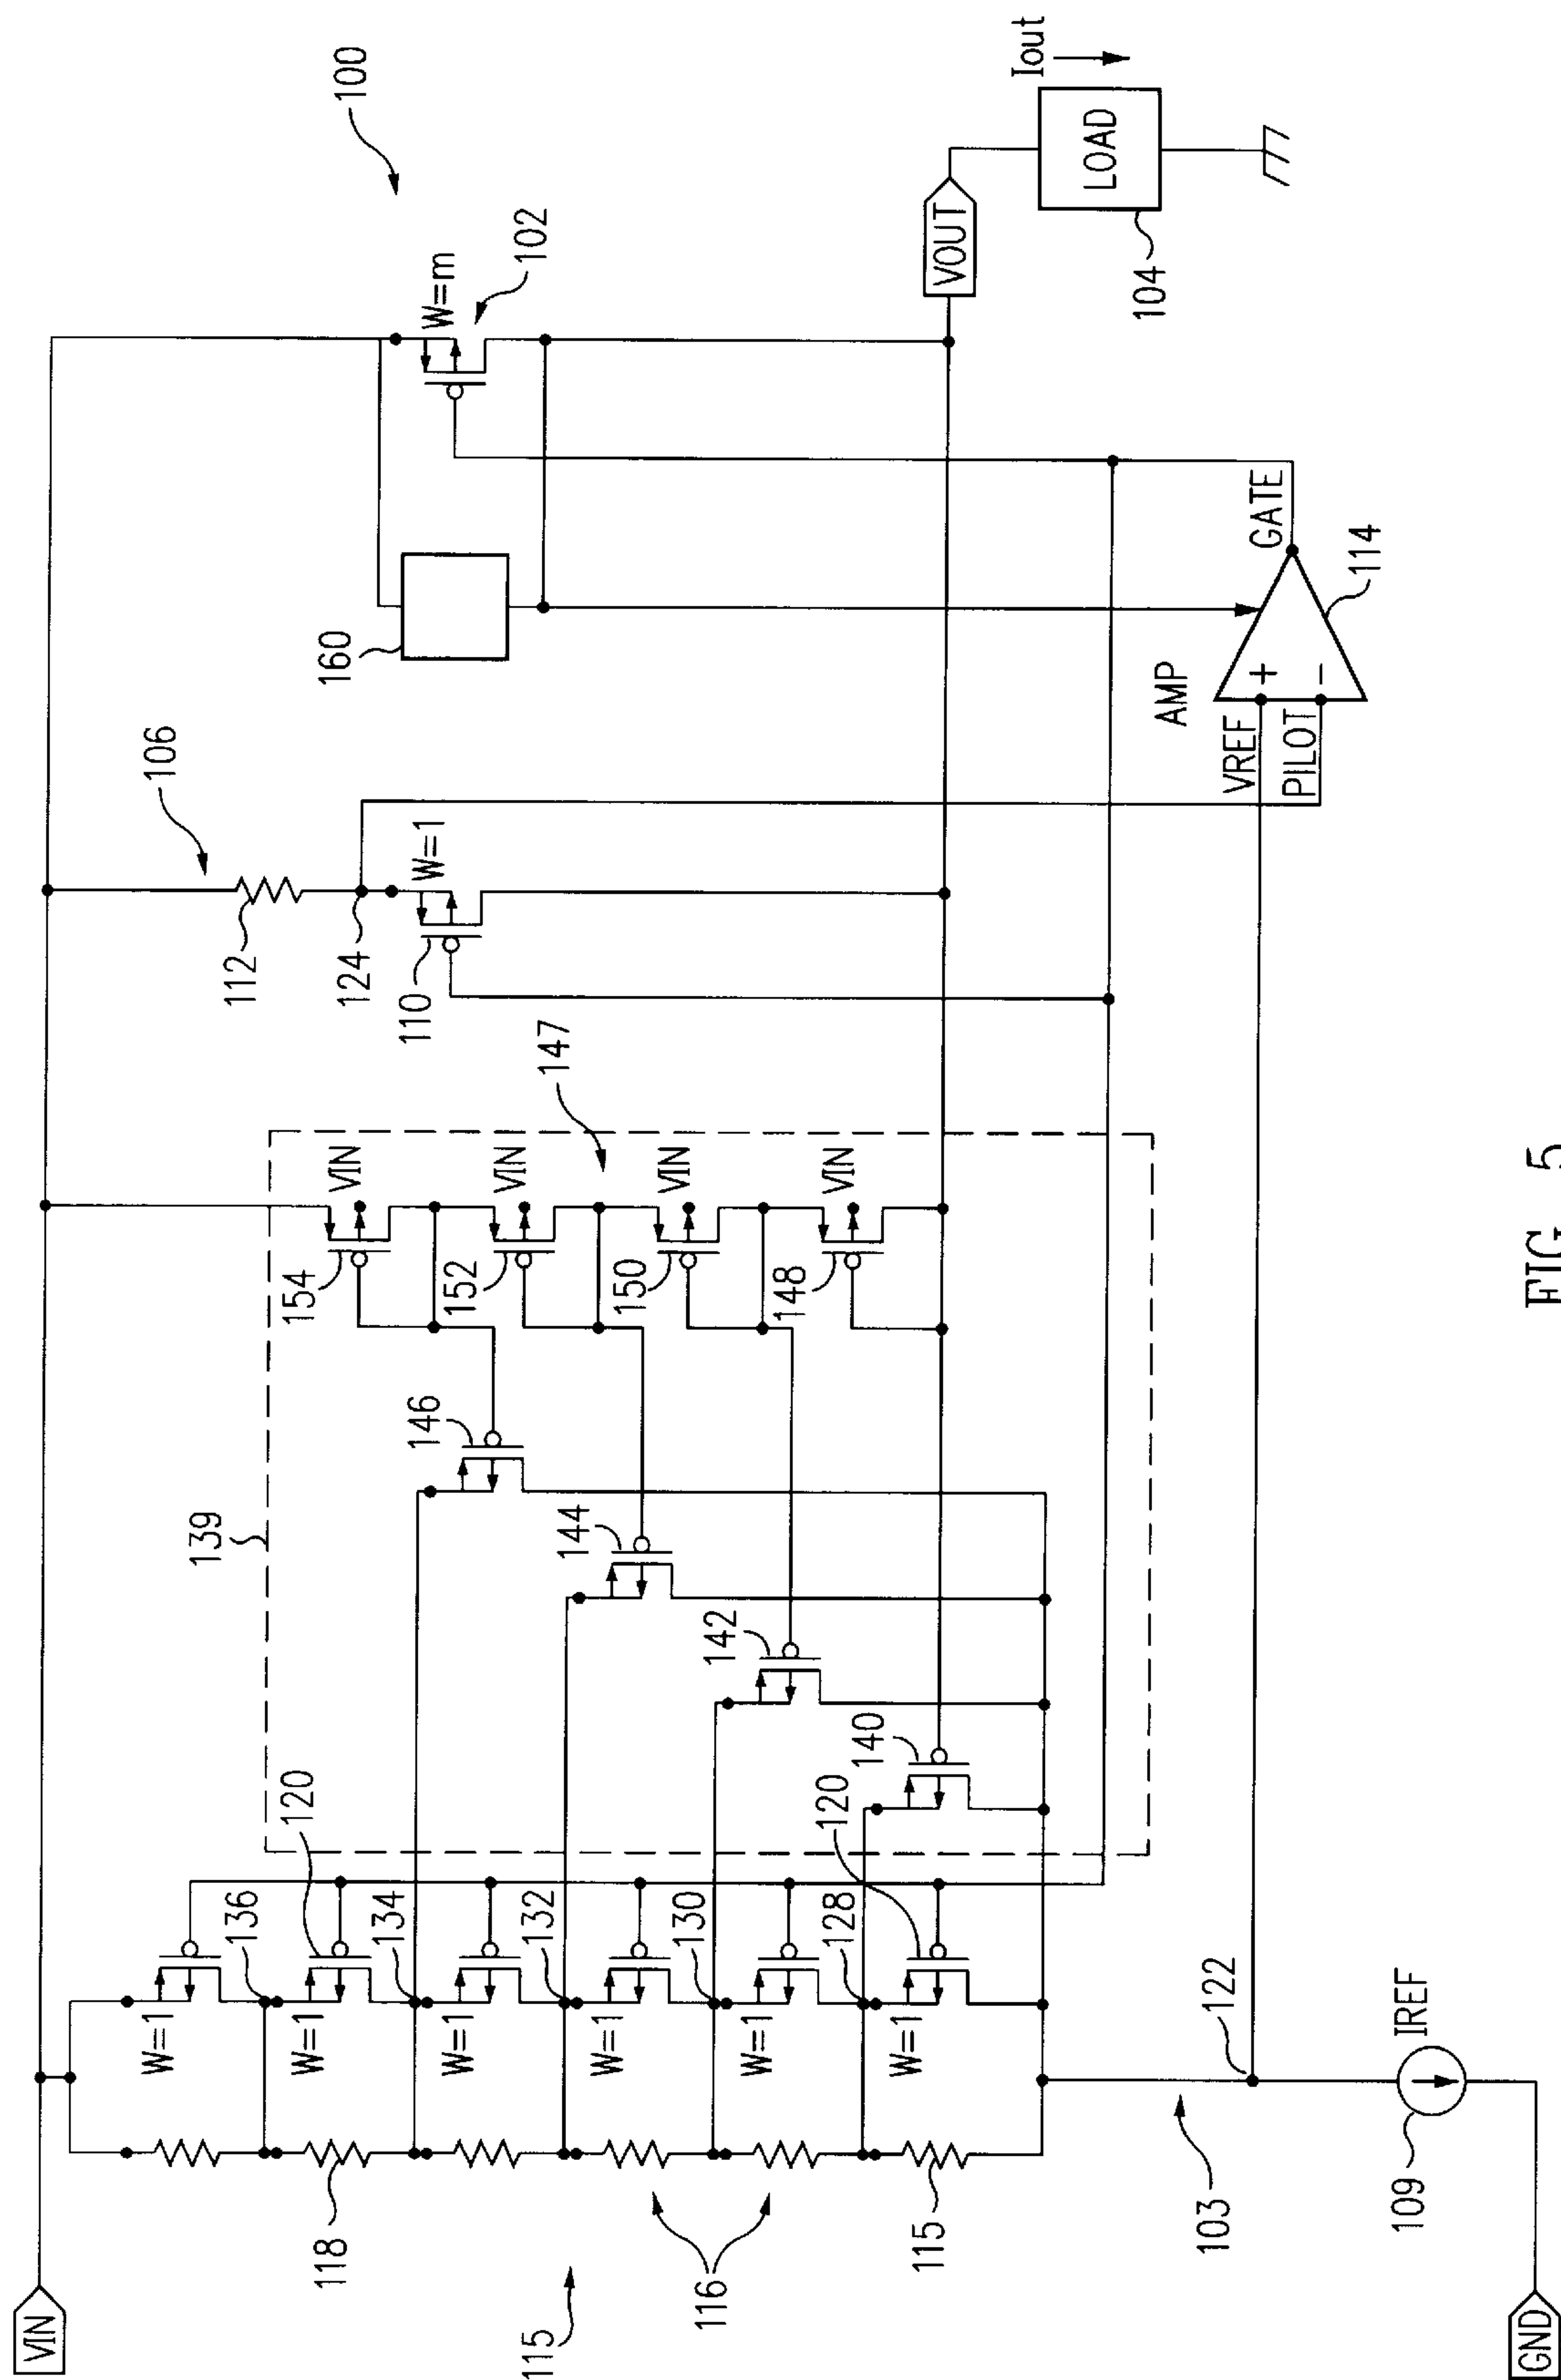 VIN
118
115
116
115
103
109
IREF
GND
W=1
W=1
W=1
W=1
W=1
W=1
136
134
132
130
128
120
120
122
139
140
142
144
146
154
152
150
148
VIN
VIN
VIN
VIN
147
106
112
124
110
W=1
160
100
102
W=m
VOUT
LOAD
104
Iout
AMP
VREF
PILOT
+
−
GATE
114
FIG. 5